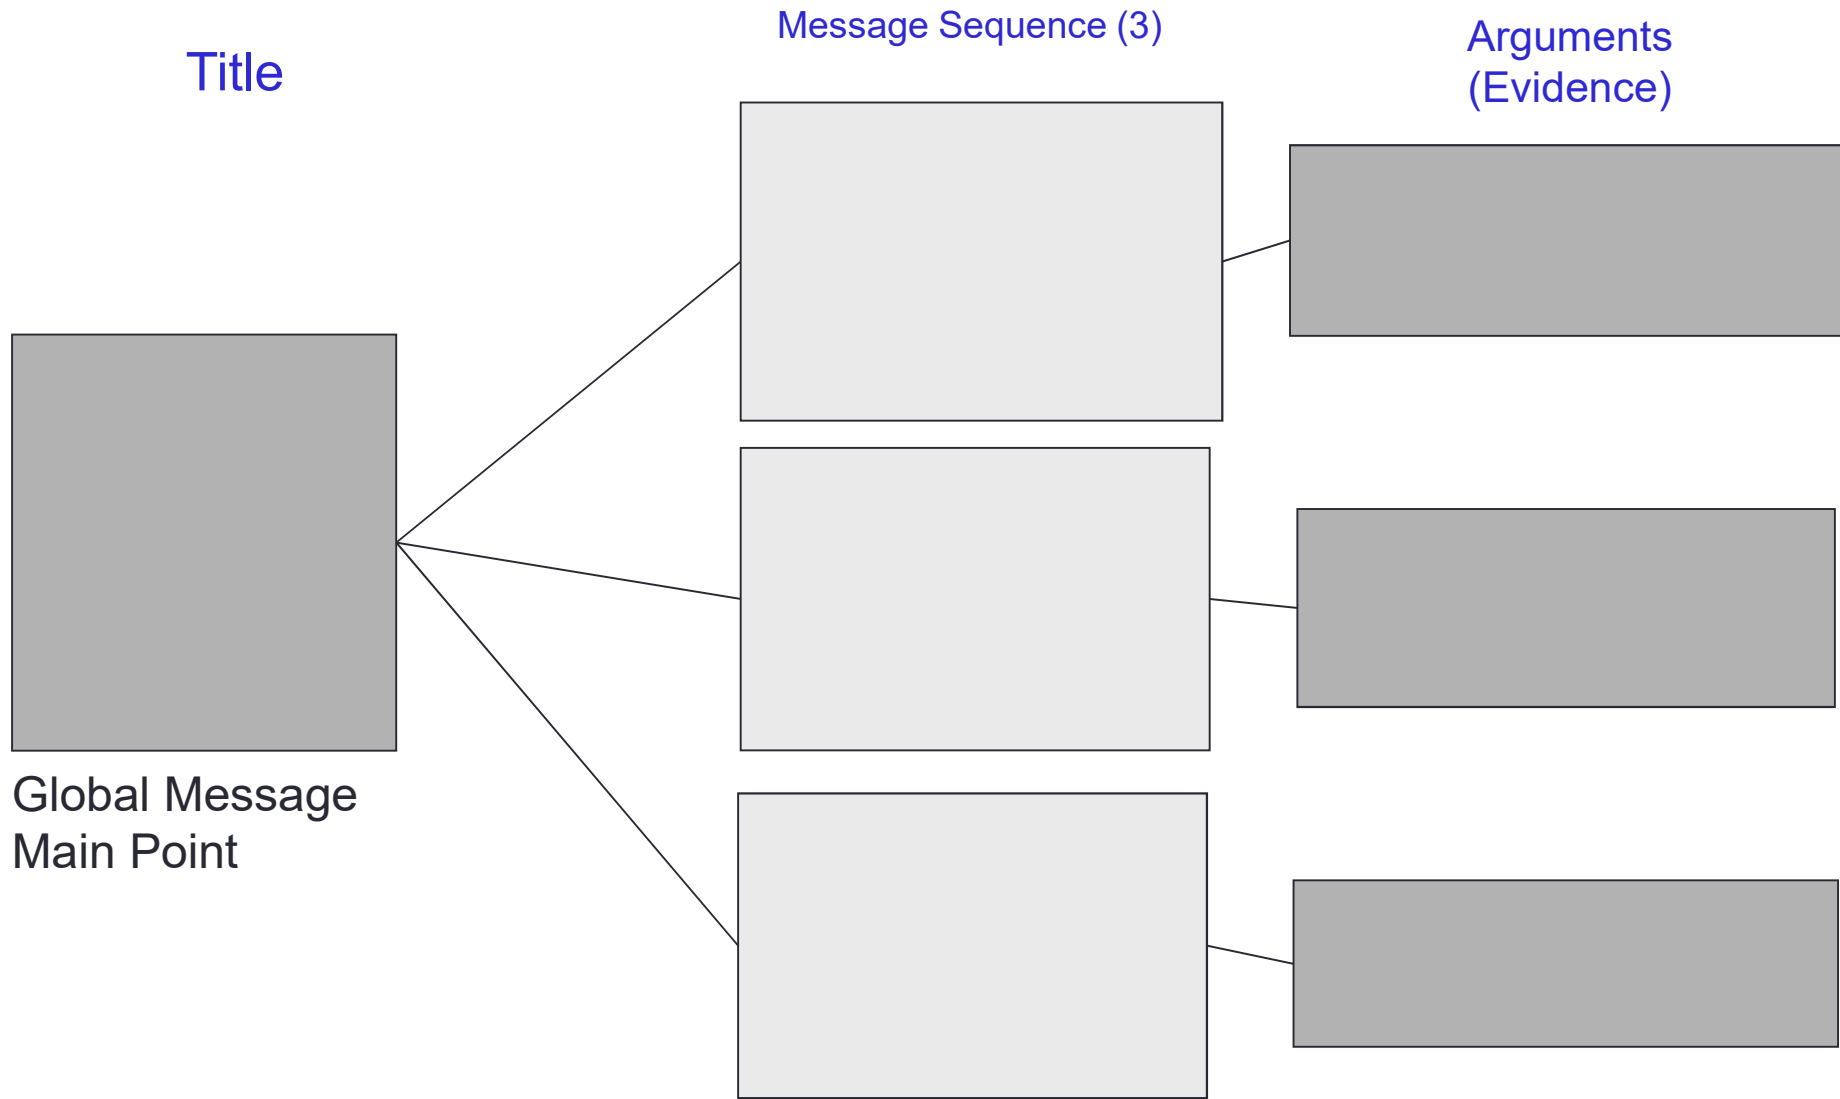 Title
Message Sequence (3)
Arguments
(Evidence)
Global Message
Main Point